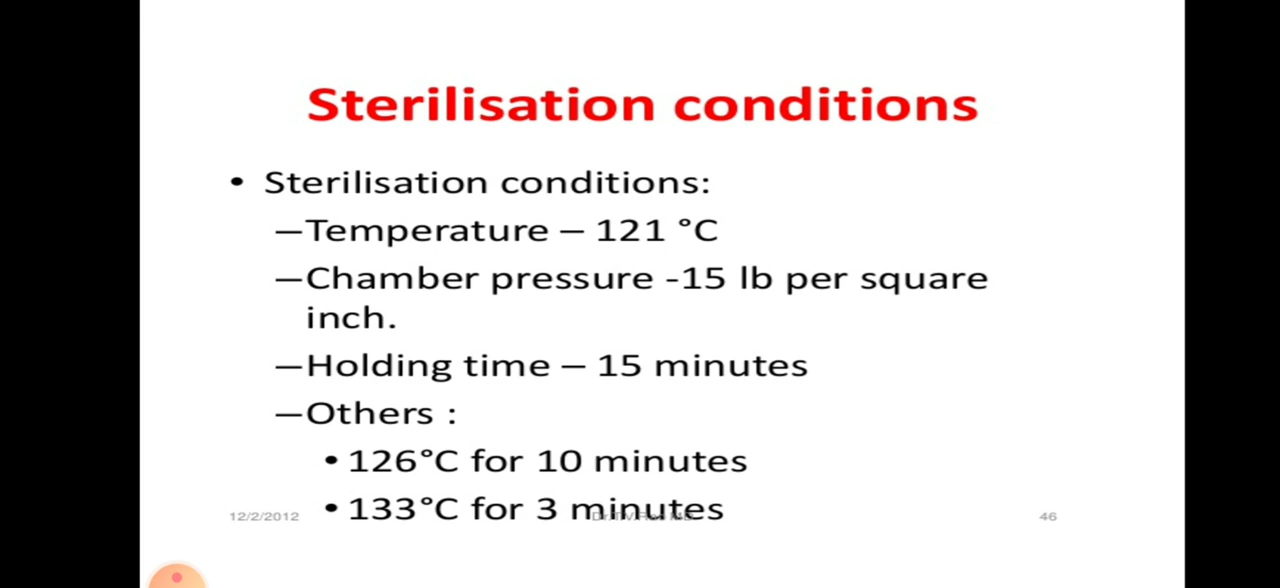 Sterilisation conditions
• Sterilisation conditions:
—Temperature – 121 °C
—Chamber pressure -15 lb per square
inch.
—Holding time – 15 minutes
—Others :
• 126°C for 10 minutes
• 133°C for 3 minutes
12/2/2012
46